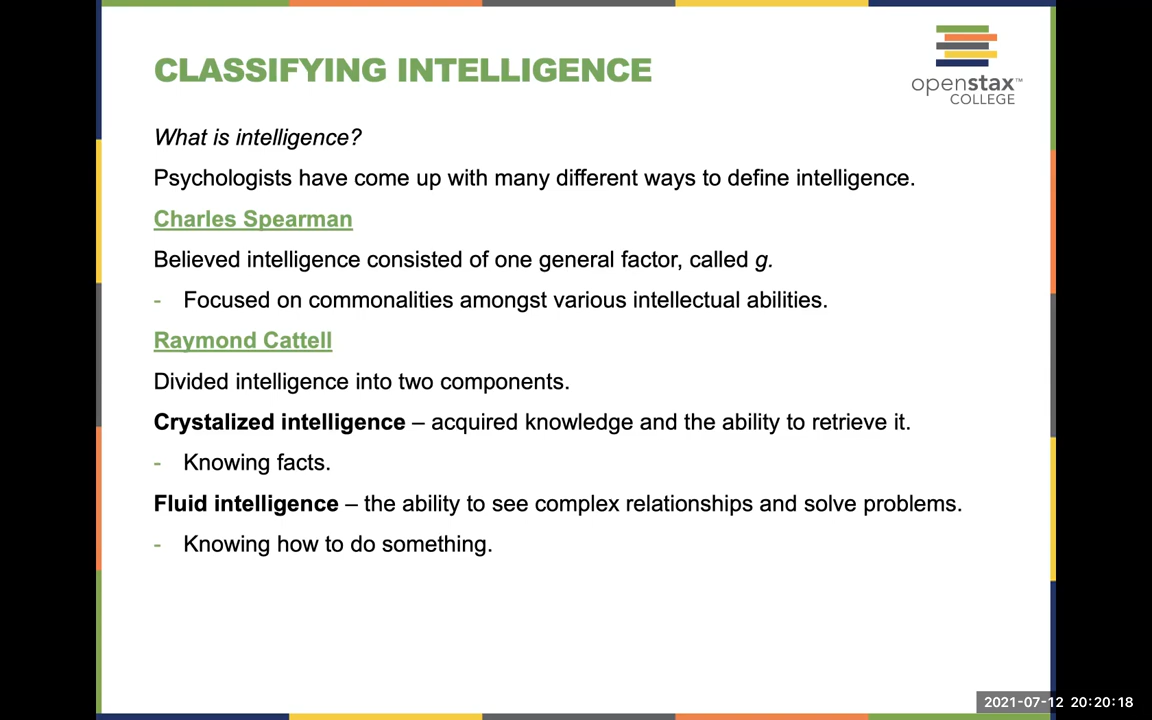 CLASSIFYING INTELLIGENCE
openstax™
COLLEGE
What is intelligence?
Psychologists have come up with many different ways to define intelligence.
Charles Spearman
Believed intelligence consisted of one general factor, called g.
- Focused on commonalities amongst various intellectual abilities.
Raymond Cattell
Divided intelligence into two components.
Crystalized intelligence – acquired knowledge and the ability to retrieve it.
- Knowing facts.
Fluid intelligence – the ability to see complex relationships and solve problems.
- Knowing how to do something.
2021-07-12 20:20:18